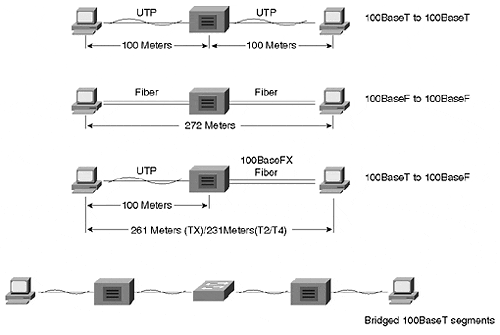 UTP UTP
100BaseT to 100BaseT
100 Meters 100 Meters
Fiber Fiber
100BaseF to 100BaseF
272 Meters
100BaseFX
UTP Fiber
100BaseT to 100BaseF
100 Meters
261 Meters (TX)/231Meters(T2/T4)
Bridged 100BaseT segments